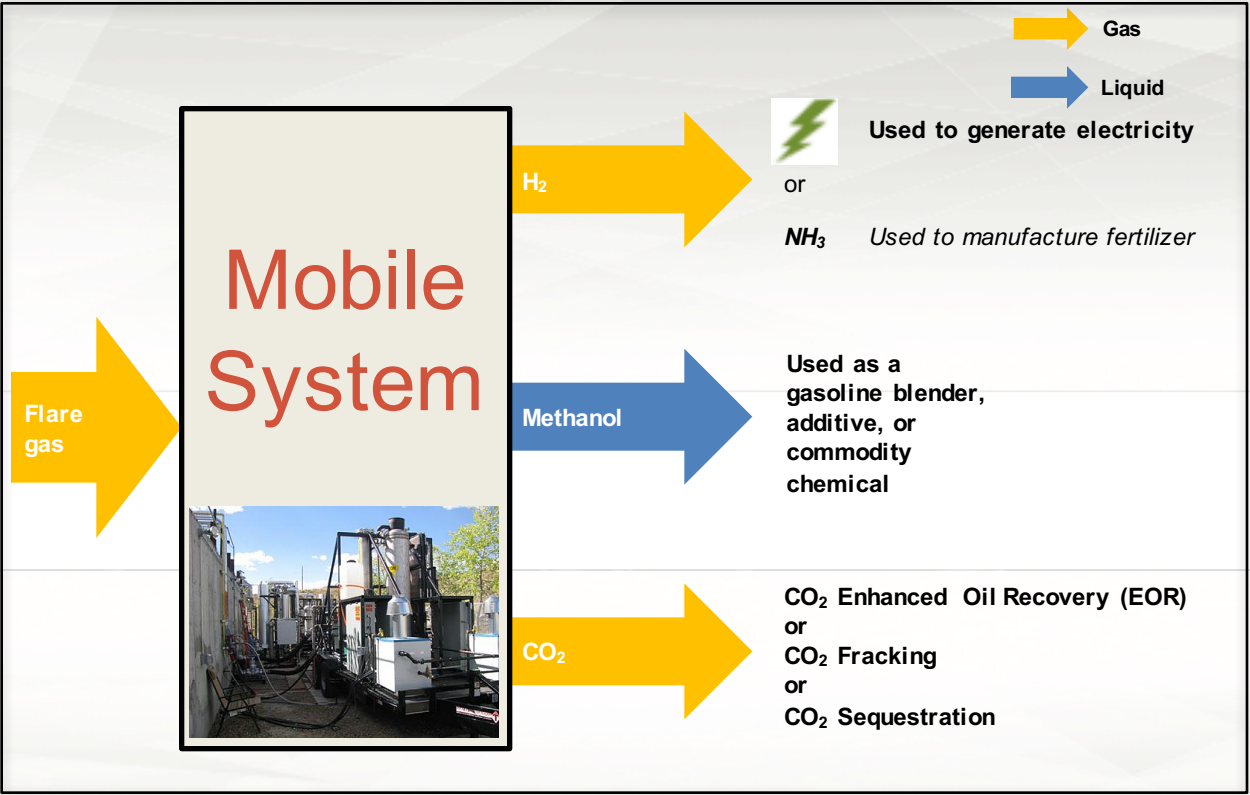 Gas
Liquid
Flare
gas
Mobile
System
H₂
Used to generate electricity
or
NH₃ Used to manufacture fertilizer
Methanol
Used as a
gasoline blender,
additive, or
commodity
chemical
CO₂
CO₂ Enhanced Oil Recovery (EOR)
or
CO₂ Fracking
or
CO₂ Sequestration